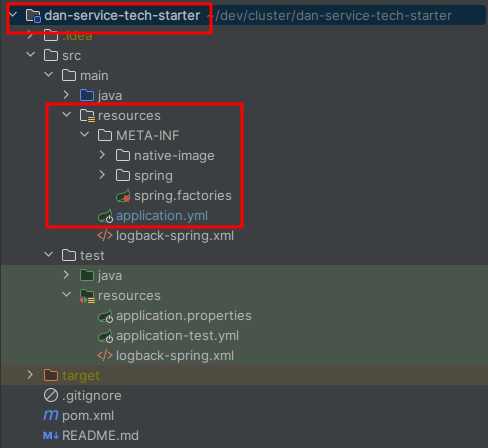 dan-service-tech-starter ~/dev/cluster/dan-service-tech-starter
.idea
src
main
java
resources
META-INF
native-image
spring
spring.factories
application.yml
logback-spring.xml
test
java
resources
application.properties
application-test.yml
logback-spring.xml
target
.gitignore
m pom.xml
M↓ README.md